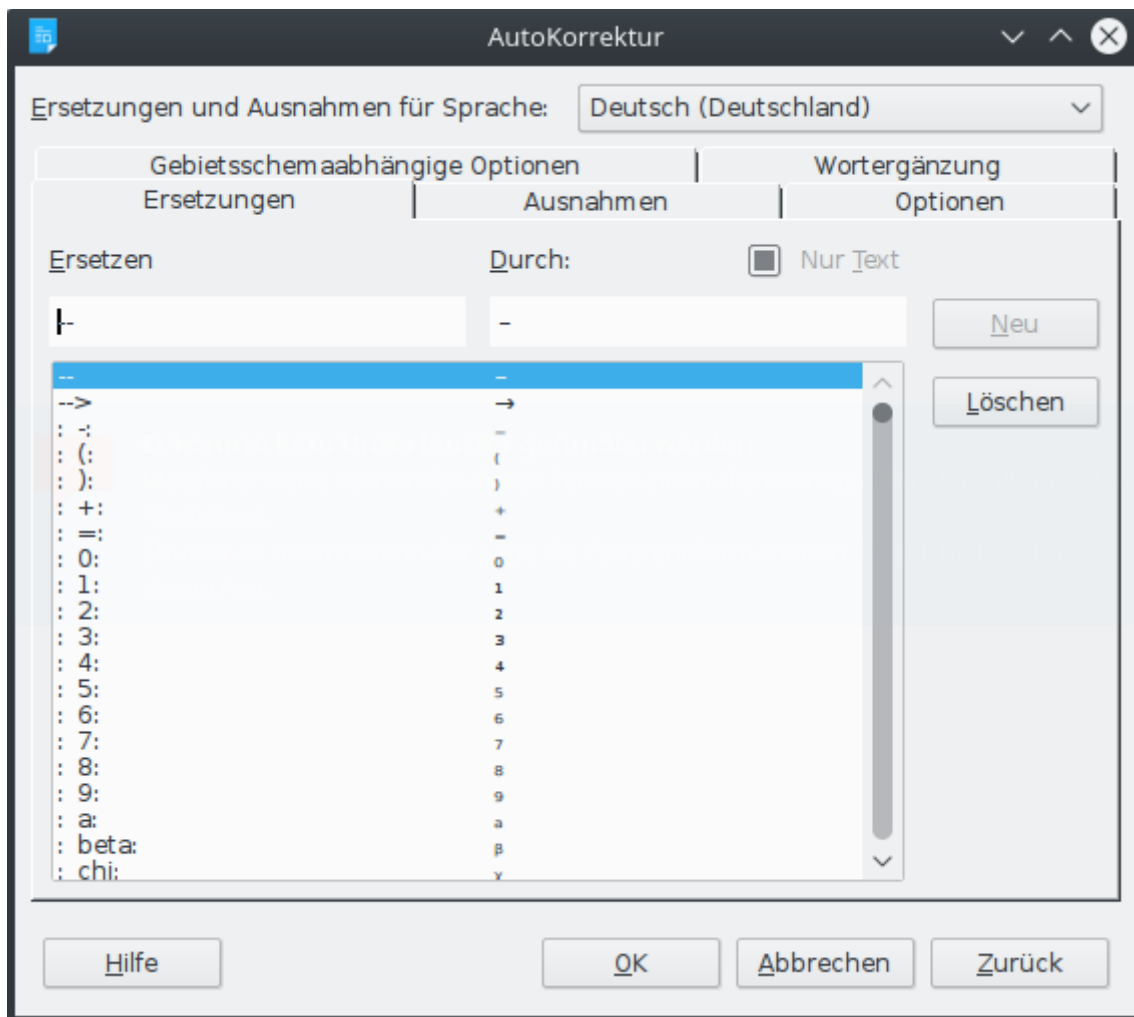 AutoKorrektur
Ersetzungen und Ausnahmen für Sprache: Deutsch (Deutschland)
Gebietsschemaabhängige Optionen Wortergänzung
Ersetzungen Ausnahmen Optionen
Ersetzen Durch: Nur Text
-- – Neu
-- –
--> → Löschen
: -: ₋
: (: ₍
: ): ₎
: +: ₊
: =: ₌
: 0: ₀
: 1: ₁
: 2: ₂
: 3: ₃
: 4: ₄
: 5: ₅
: 6: ₆
: 7: ₇
: 8: ₈
: 9: ₉
: a: ₐ
: beta: ᵦ
: chi: ᵪ
Hilfe OK Abbrechen Zurück